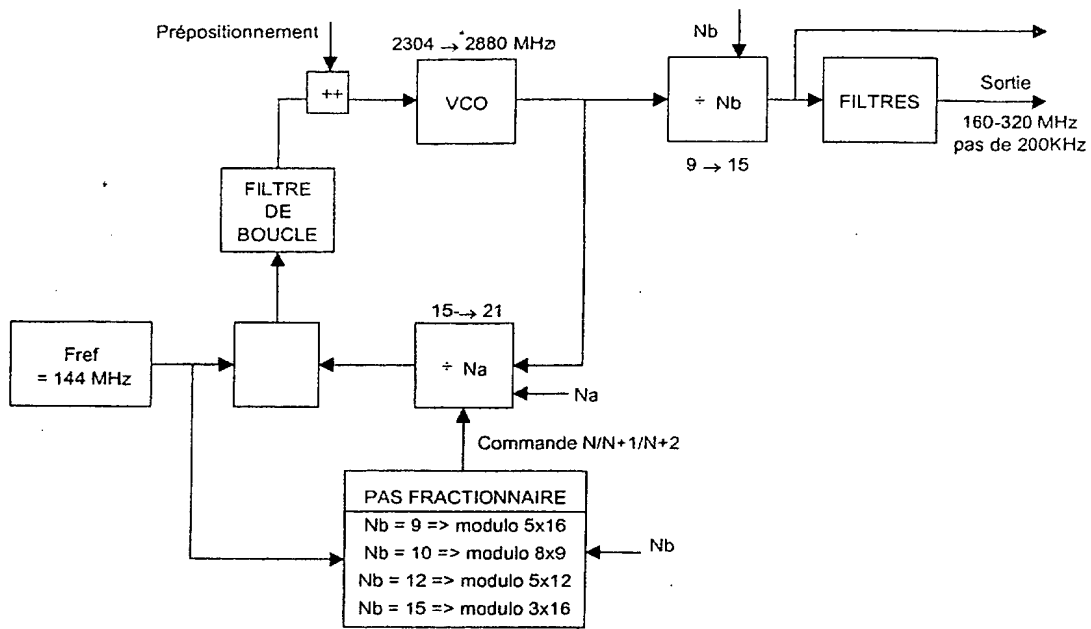 Prépositionnement
2304 → 2880 MHz
Nb
++
VCO
÷ Nb
FILTRES
Sortie
160-320 MHz
pas de 200KHz
9 → 15
FILTRE
DE
BOUCLE
15-→ 21
Fref
= 144 MHz
÷ Na
Na
Commande N/N+1/N+2
PAS FRACTIONNAIRE
Nb = 9 => modulo 5x16
Nb = 10 => modulo 8x9
Nb = 12 => modulo 5x12
Nb = 15 => modulo 3x16
Nb